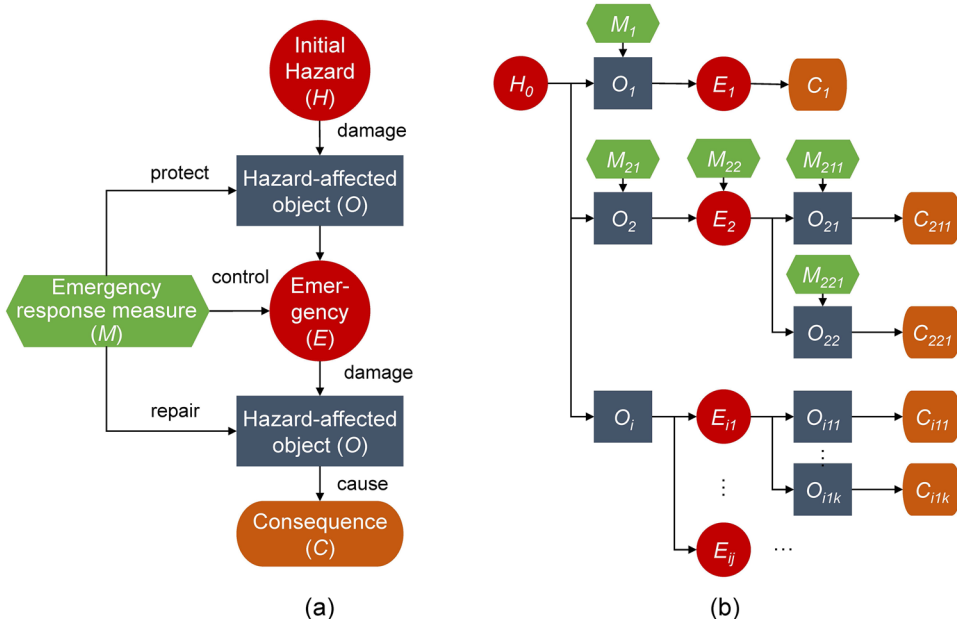 Initial
Hazard
(H)
damage
protect
Hazard-affected
object (O)
control
Emergency
response measure
(M)
Emer-
gency
(E)
damage
repair
Hazard-affected
object (O)
cause
Consequence
(C)
(a)
M1
H0 O1 E1 C1
M21 M22 M211
O2 E2 O21 C211
M221
O22 C221
Oi Ei1 Oi11 Ci11
⋮ ⋮
Oi1k Ci1k
Eij ...
(b)